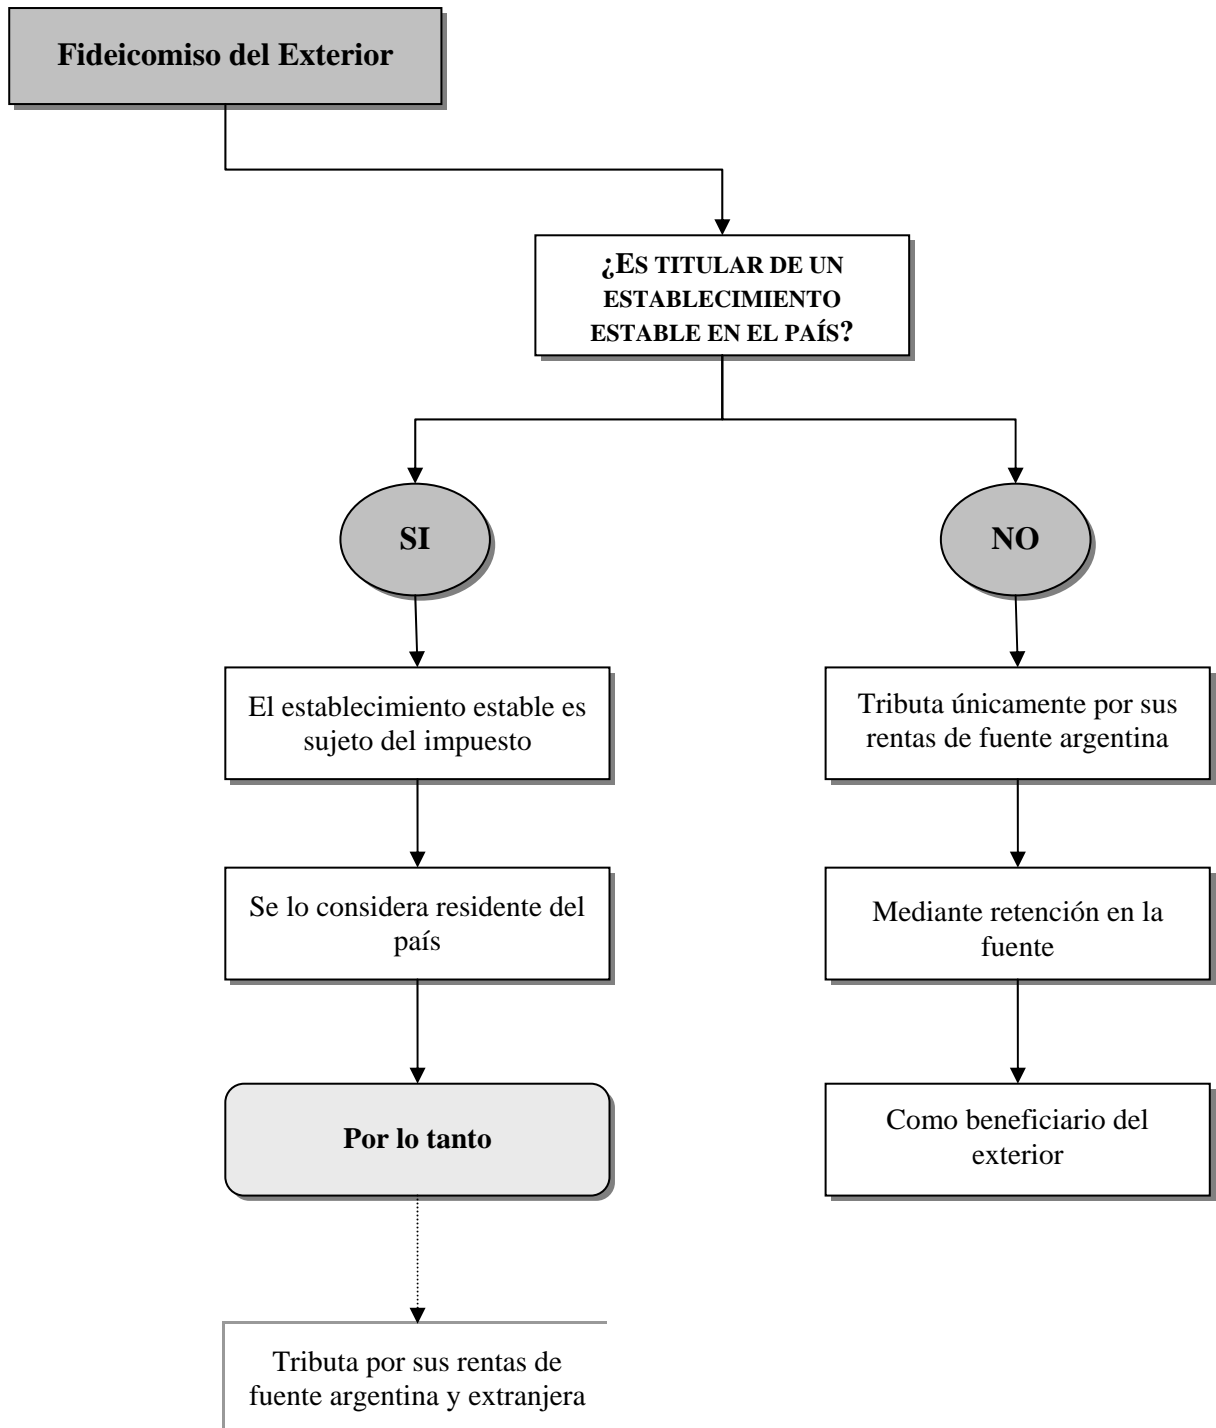 Fideicomiso del Exterior
¿ES TITULAR DE UN
ESTABLECIMIENTO
ESTABLE EN EL PAÍS?
SI
NO
El establecimiento estable es
sujeto del impuesto
Tributa únicamente por sus
rentas de fuente argentina
Se lo considera residente del
país
Mediante retención en la
fuente
Por lo tanto
Como beneficiario del
exterior
Tributa por sus rentas de
fuente argentina y extranjera